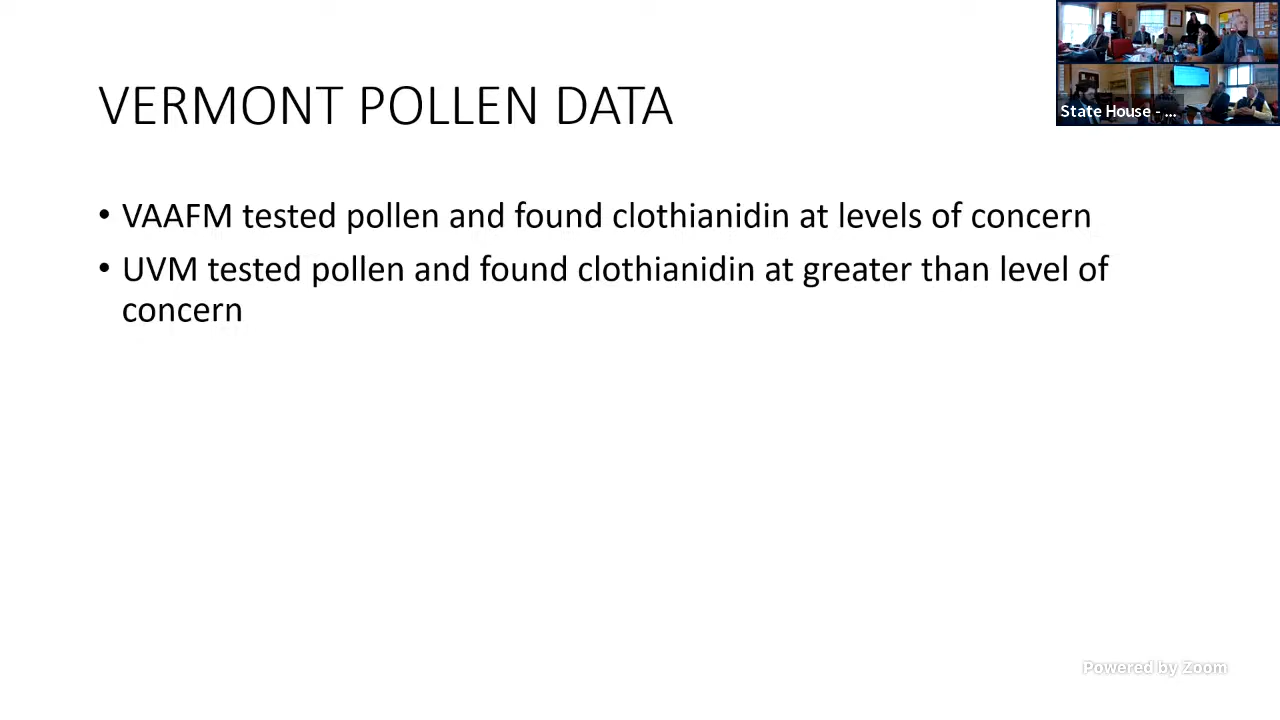 VERMONT POLLEN DATA
State House - ...
• VAAFM tested pollen and found clothianidin at levels of concern
• UVM tested pollen and found clothianidin at greater than level of
concern
Powered by Zoom